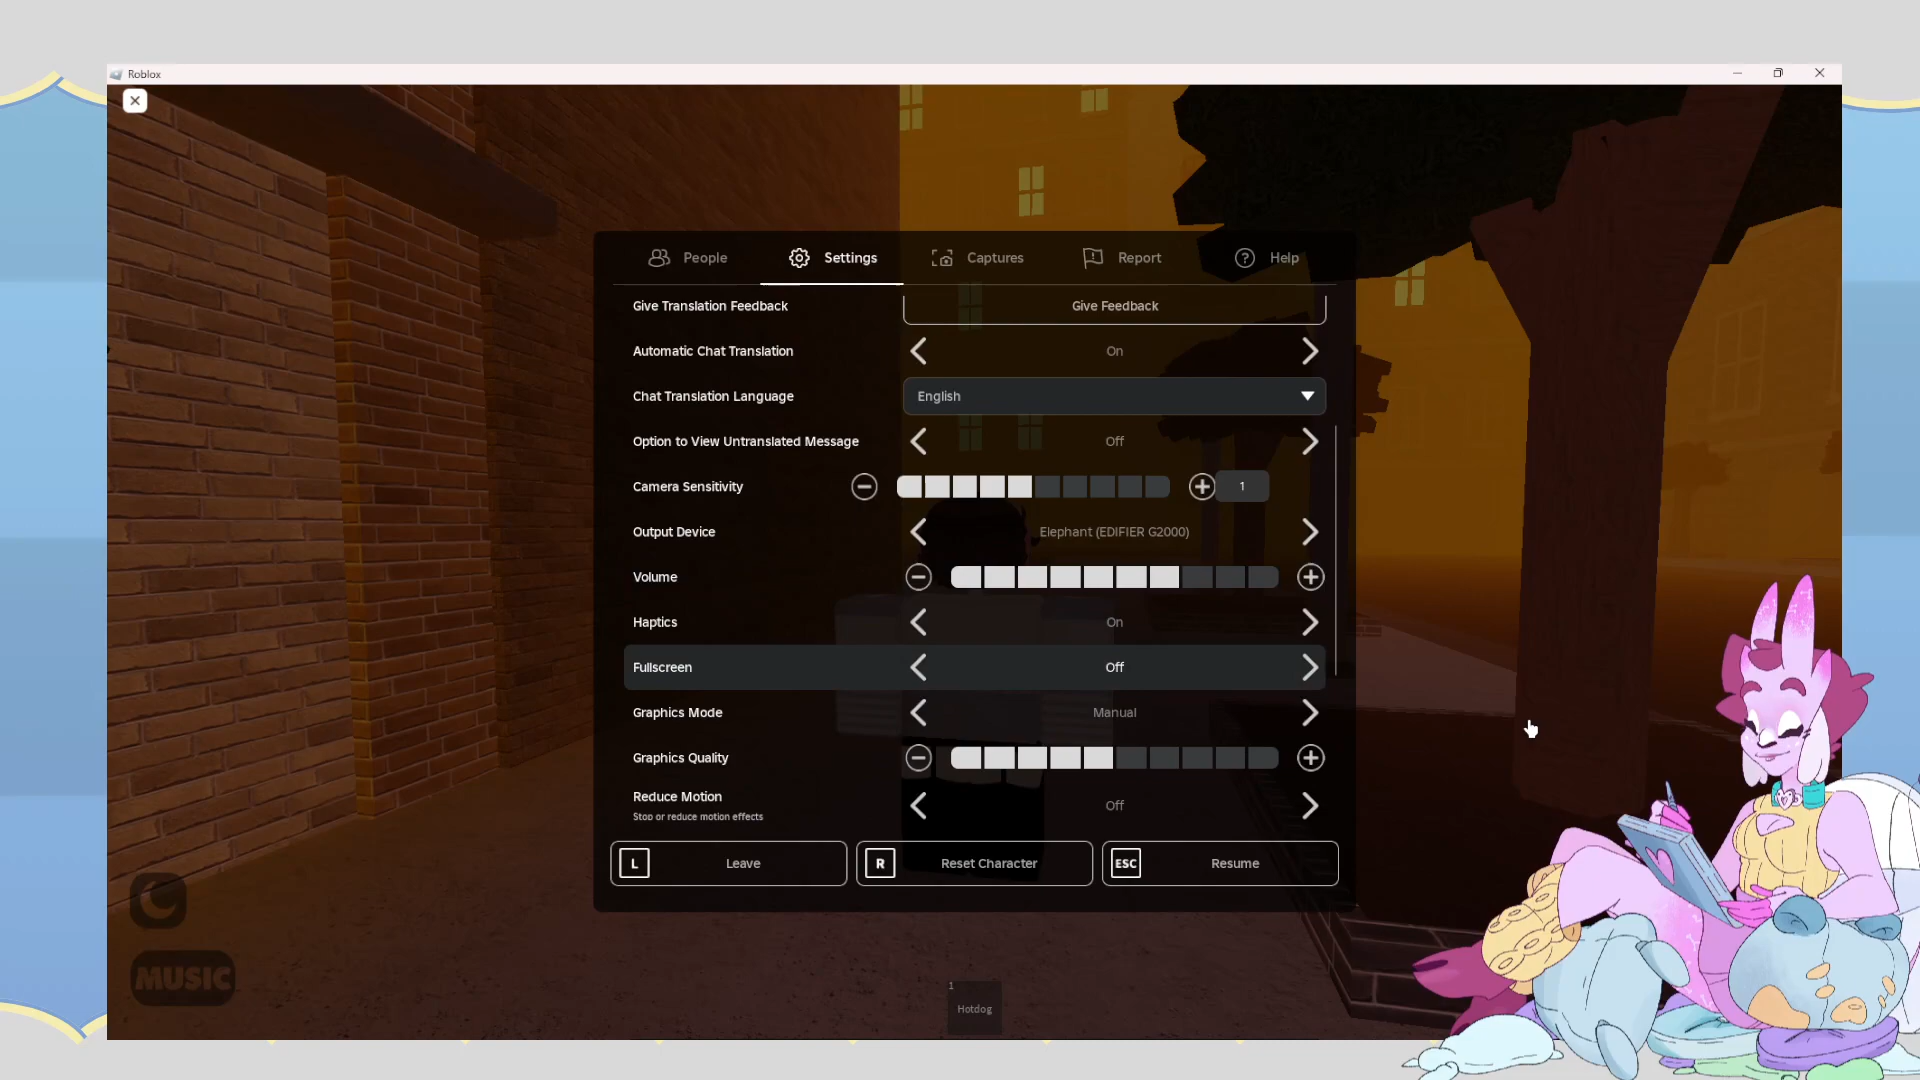 Roblox
People
Settings
Captures
Report
Help
Give Translation Feedback
Give Feedback
Automatic Chat Translation
On
Chat Translation Language
English
Option to View Untranslated Message
Off
Camera Sensitivity
1
Output Device
Elephant (EDIFIER G2000)
Volume
Haptics
On
Fullscreen
Off
Graphics Mode
Manual
Graphics Quality
Reduce Motion
Off
Stop or reduce motion effects
L
Leave
R
Reset Character
ESC
Resume
MUSIC
1
Hotdog